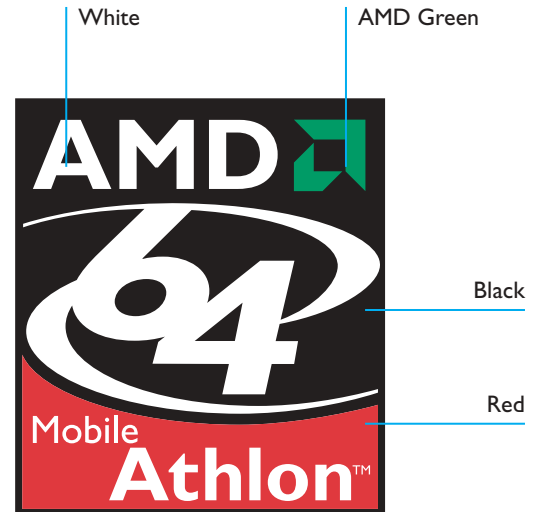 White AMD Green
AMD
64
Black
Red
Mobile
Athlon™